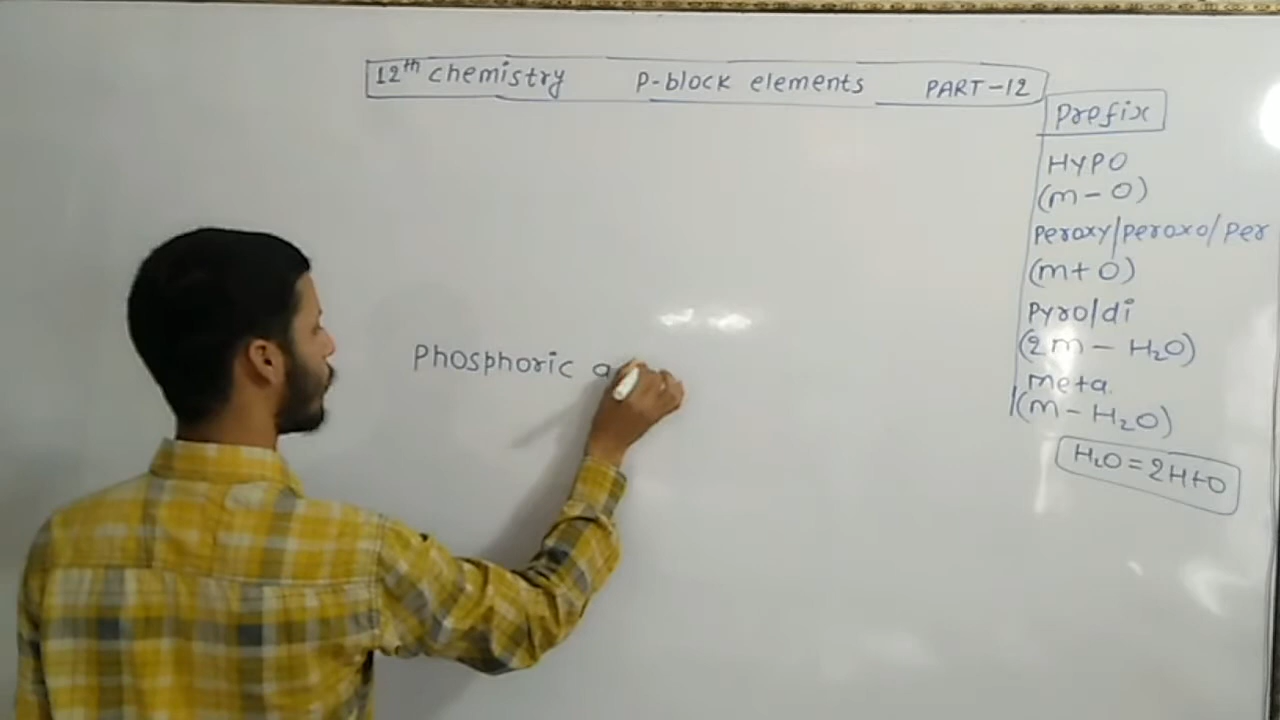 12th chemistry P-block elements PART-12
Prefix
HYPO
(m-O)
Peroxy/Peroxo/Per
(m+O)
Pyro/di
(2m-H₂O)
meta
(m-H₂O)
H₂O=2H+O
Phosphoric a